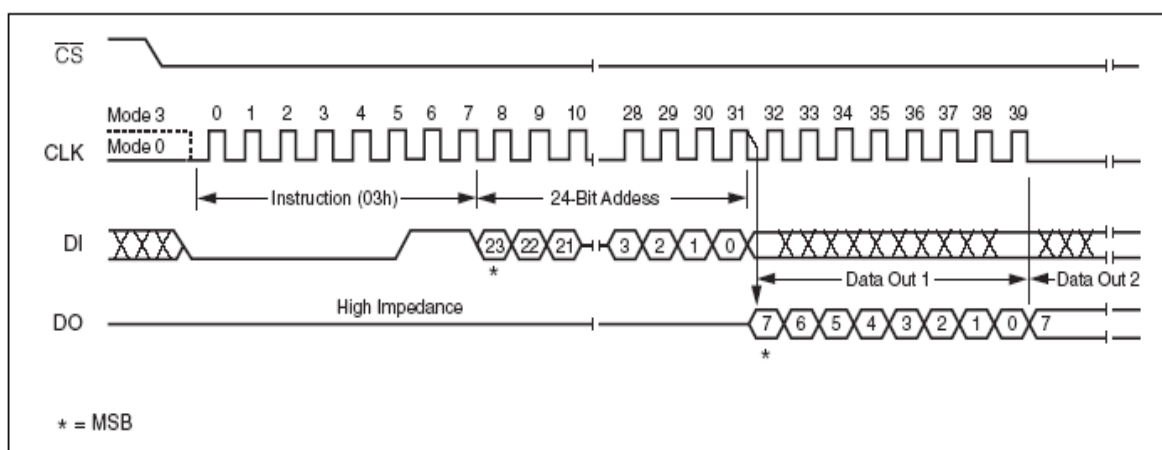 CS
Mode 3 0 1 2 3 4 5 6 7 8 9 10 28 29 30 31 32 33 34 35 36 37 38 39
CLK Mode 0
Instruction (03h) 24-Bit Addess
DI 23 22 21 3 2 1 0
* Data Out 1 Data Out 2
High Impedance
DO 7 6 5 4 3 2 1 0 7
*
* = MSB